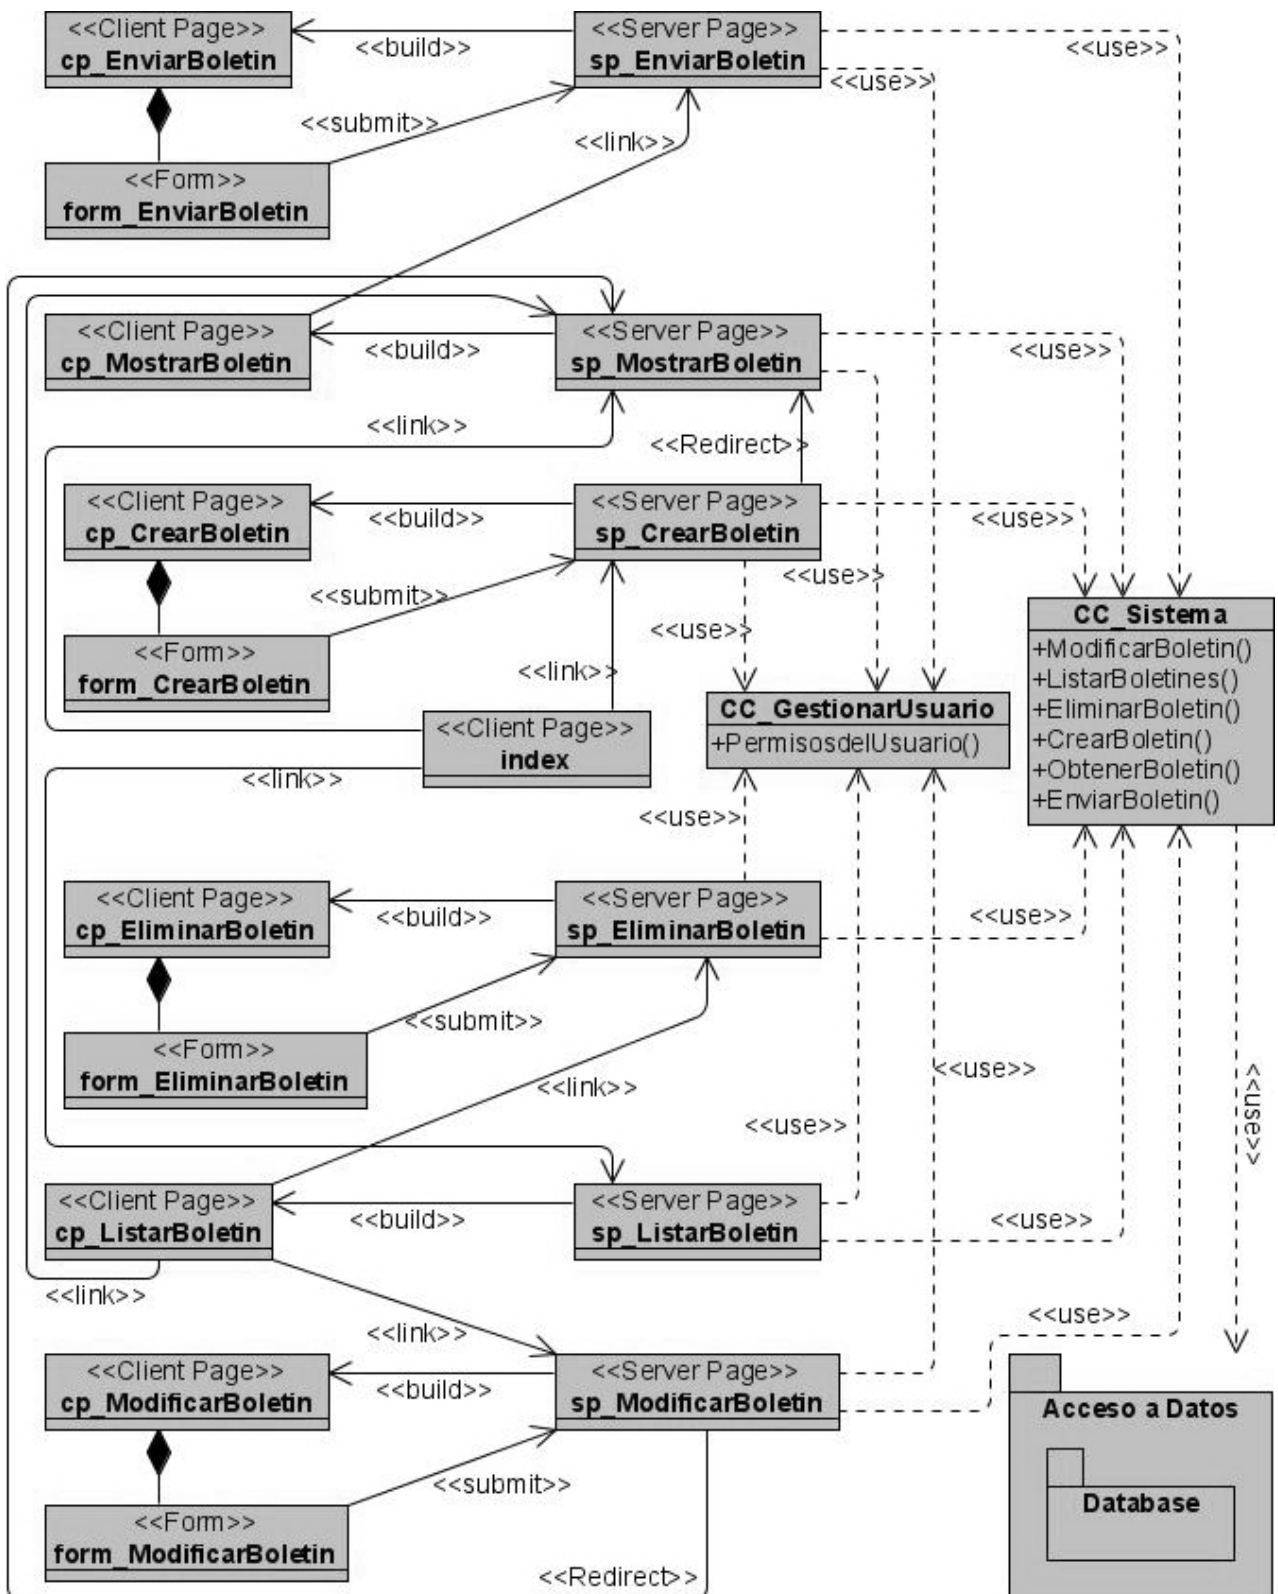 <<Client Page>>
cp_EnviarBoletin
<<build>>
<<Server Page>>
sp_EnviarBoletin
<<use>>
<<use>>
<<submit>>
<<link>>
<<Form>>
form_EnviarBoletin
<<Client Page>>
cp_MostrarBoletin
<<build>>
<<Server Page>>
sp_MostrarBoletin
<<use>>
<<link>>
<<Redirect>>
<<Client Page>>
cp_CrearBoletin
<<build>>
<<Server Page>>
sp_CrearBoletin
<<use>>
<<use>>
<<submit>>
<<use>>
<<Form>>
form_CrearBoletin
<<link>>
<<Client Page>>
index
<<link>>
CC_GestionarUsuario
+PermisosdelUsuario()
CC_Sistema
+ModificarBoletin()
+ListarBoletines()
+EliminarBoletin()
+CrearBoletin()
+ObtenerBoletin()
+EnviarBoletin()
<<use>>
<<Client Page>>
cp_EliminarBoletin
<<build>>
<<Server Page>>
sp_EliminarBoletin
<<use>>
<<submit>>
<<Form>>
form_EliminarBoletin
<<link>>
<<use>>
<<use>>
<<use>>
<<Client Page>>
cp_ListarBoletin
<<build>>
<<Server Page>>
sp_ListarBoletin
<<use>>
<<link>>
<<link>>
<<use>>
<<Client Page>>
cp_ModificarBoletin
<<build>>
<<Server Page>>
sp_ModificarBoletin
<<submit>>
<<Form>>
form_ModificarBoletin
<<Redirect>>
Acceso a Datos
Database